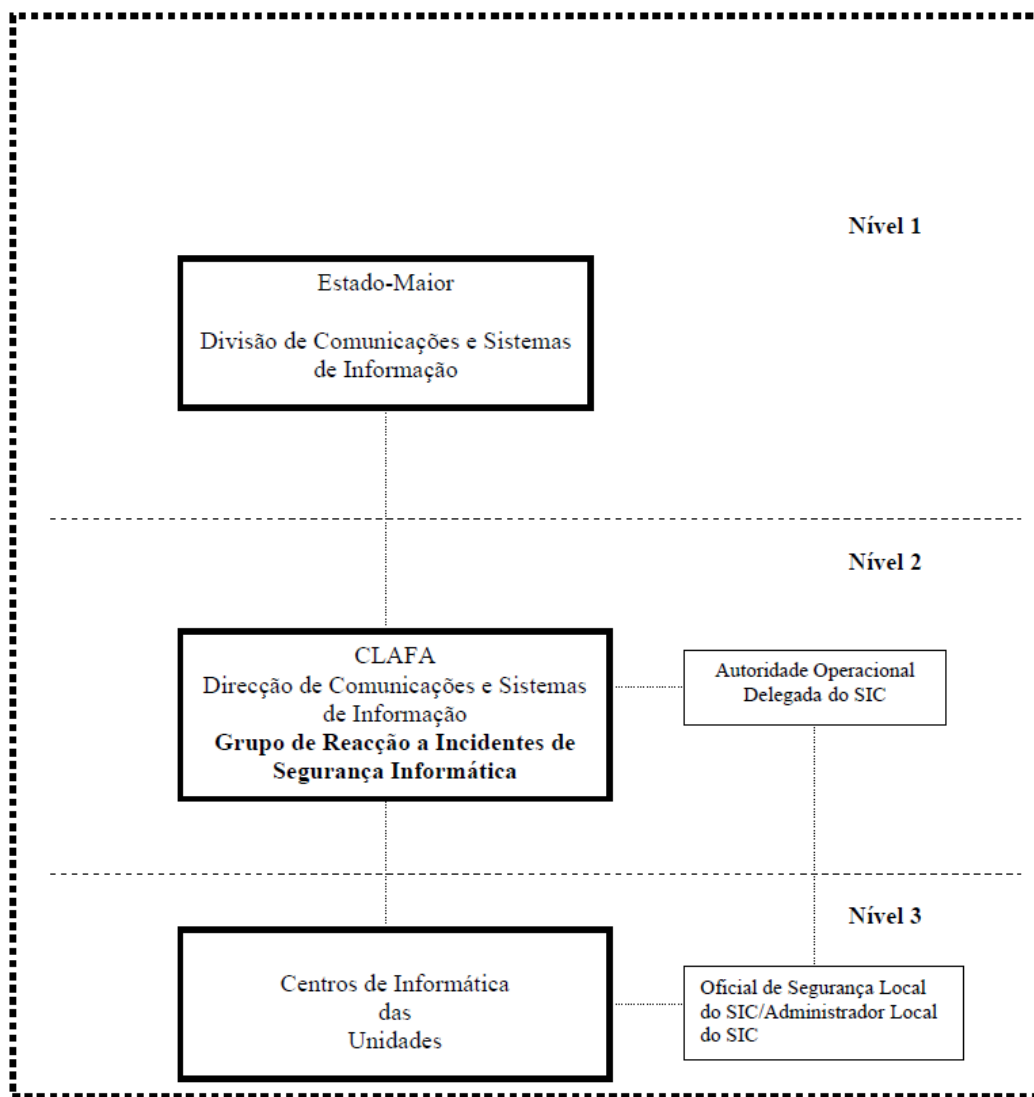 Nível 1
Estado-Maior
Divisão de Comunicações e Sistemas
de Informação
Nível 2
CLAFA
Direcção de Comunicações e Sistemas
de Informação
Grupo de Reacção a Incidentes de
Segurança Informática
Autoridade Operacional
Delegada do SIC
Nível 3
Centros de Informática
das
Unidades
Oficial de Segurança Local
do SIC/Administrador Local
do SIC